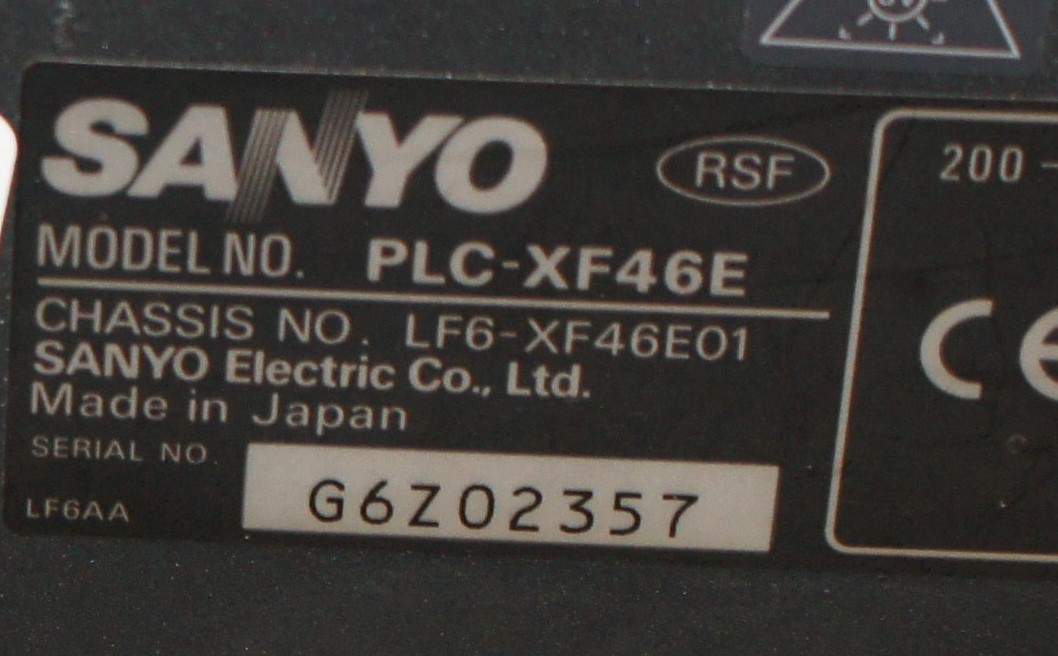 SANYO
RSF
MODEL NO. PLC-XF46E
CHASSIS NO. LF6-XF46E01
SANYO Electric Co., Ltd.
Made in Japan
SERIAL NO. G6Z02357
LF6AA
200 -
CE